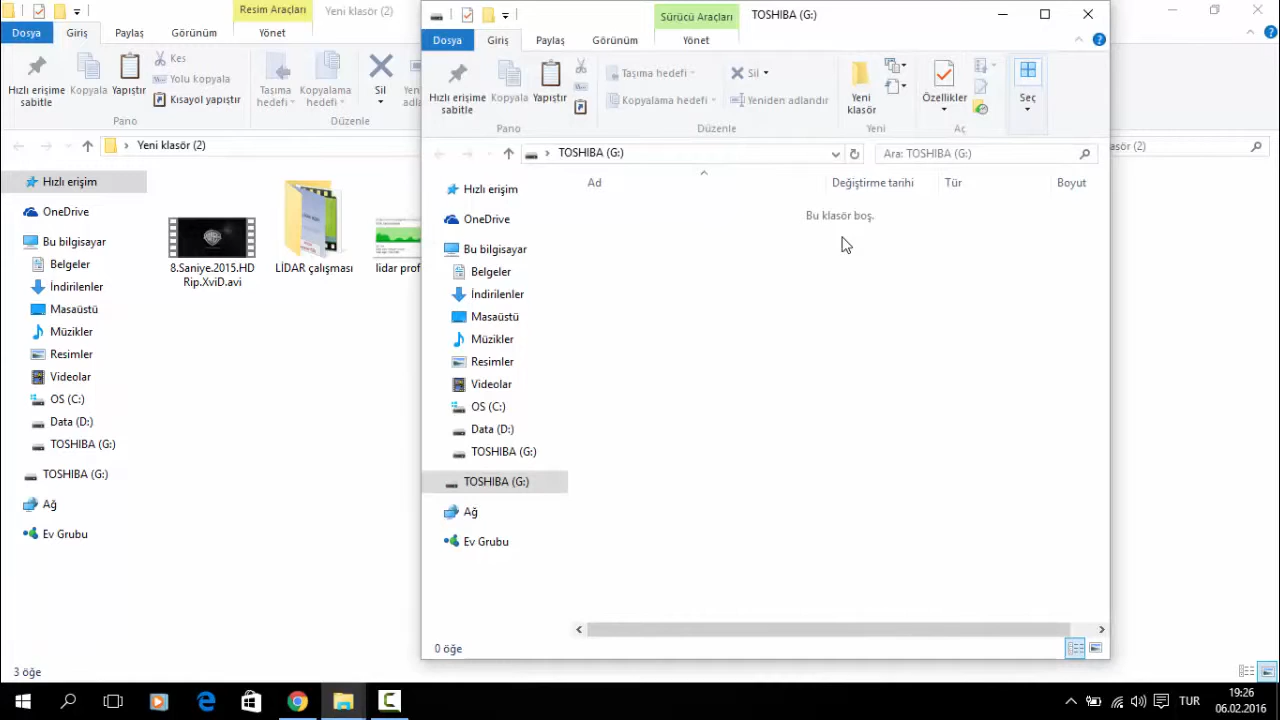 Resim Araçları
Yeni klasör (2)
Dosya
Giriş
Paylaş
Görünüm
Yönet
Hızlı erişime
sabitle
Kopyala
Yapıştır
Kes
Yolu kopyala
Kısayol yapıştır
Pano
Taşıma
hedefi
Kopyalama
hedefi
Sil
Düzenle
Yeni klasör (2)
Hızlı erişim
OneDrive
Bu bilgisayar
Belgeler
İndirilenler
Masaüstü
Müzikler
Resimler
Videolar
OS (C:)
Data (D:)
TOSHIBA (G:)
TOSHIBA (G:)
Ağ
Ev Grubu
8.Saniye.2015.HD
Rip.XviD.avi
LİDAR çalışması
lidar prof
3 öğe
Sürücü Araçları
TOSHIBA (G:)
Dosya
Giriş
Paylaş
Görünüm
Yönet
Hızlı erişime
sabitle
Kopyala
Yapıştır
Pano
Taşıma hedefi
Kopyalama hedefi
Sil
Yeniden adlandır
Düzenle
Yeni
klasör
Yeni
Özellikler
Aç
Seç
TOSHIBA (G:)
Ara: TOSHIBA (G:)
Ad
Değiştirme tarihi
Tür
Boyut
Bu klasör boş.
Hızlı erişim
OneDrive
Bu bilgisayar
Belgeler
İndirilenler
Masaüstü
Müzikler
Resimler
Videolar
OS (C:)
Data (D:)
TOSHIBA (G:)
TOSHIBA (G:)
Ağ
Ev Grubu
0 öğe
TUR
19:26
06.02.2016